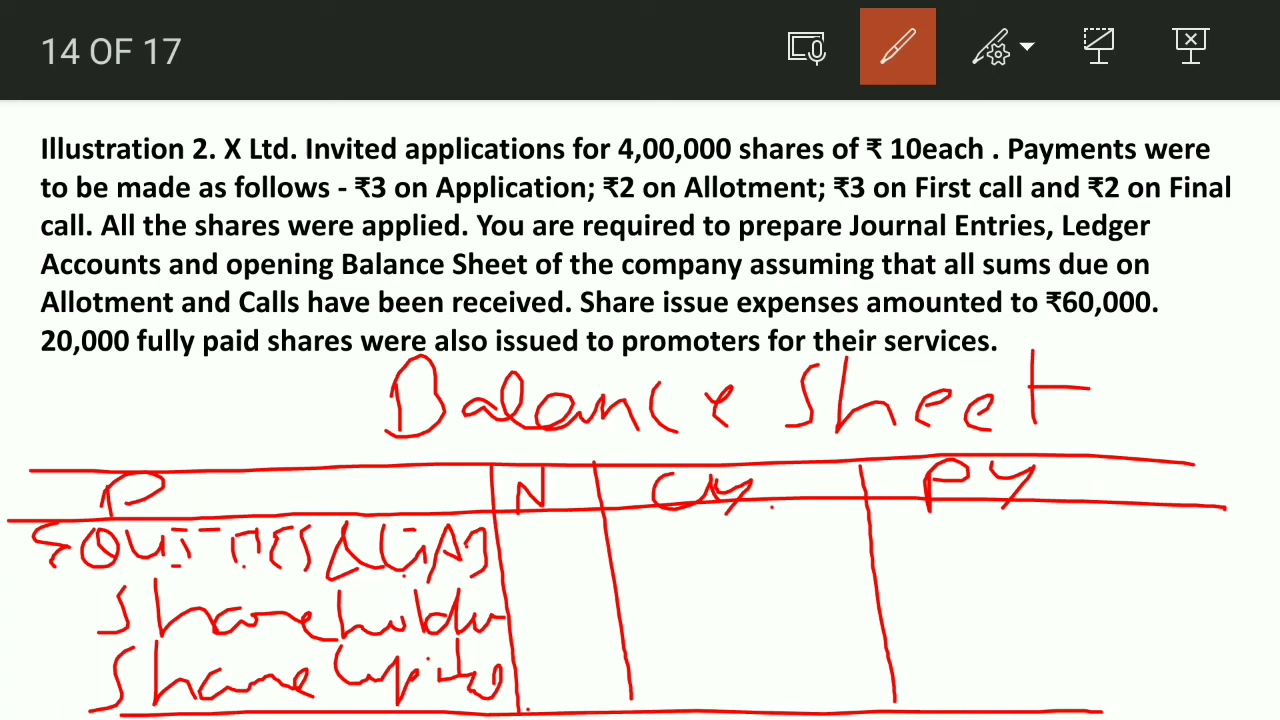 14 OF 17
Illustration 2. X Ltd. Invited applications for 4,00,000 shares of ₹ 10each . Payments were
to be made as follows - ₹3 on Application; ₹2 on Allotment; ₹3 on First call and ₹2 on Final
call. All the shares were applied. You are required to prepare Journal Entries, Ledger
Accounts and opening Balance Sheet of the company assuming that all sums due on
Allotment and Calls have been received. Share issue expenses amounted to ₹60,000.
20,000 fully paid shares were also issued to promoters for their services.
Balance Sheet
P N CY PY
EQUITIES & LIAB
Shareholder
Share Capital